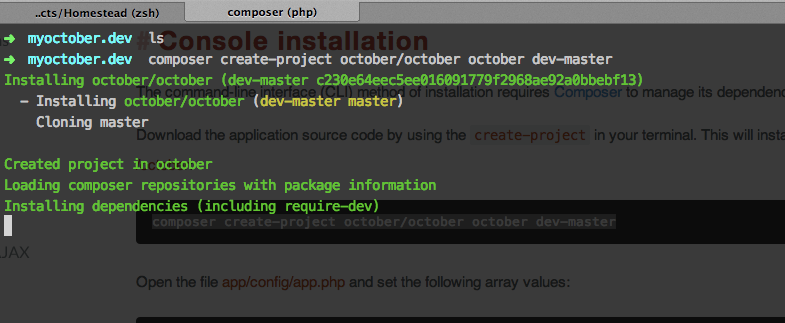 ..cts/Homestead (zsh)
composer (php)
# Console installation
➜ myoctober.dev ls
➜ myoctober.dev composer create-project october/october october dev-master
Installing october/october (dev-master c230e64eec5ee016091779f2968ae92a0bbebf13)
The command-line interface (CLI) method of installation requires Composer to manage its dependenc
- Installing october/october (dev-master master)
Cloning master
Download the application source code by using the create-project in your terminal. This will insta
Created project in october
Loading composer repositories with package information
Installing dependencies (including require-dev)
composer create-project october/october october dev-master
JAX
Open the file app/config/app.php and set the following array values: